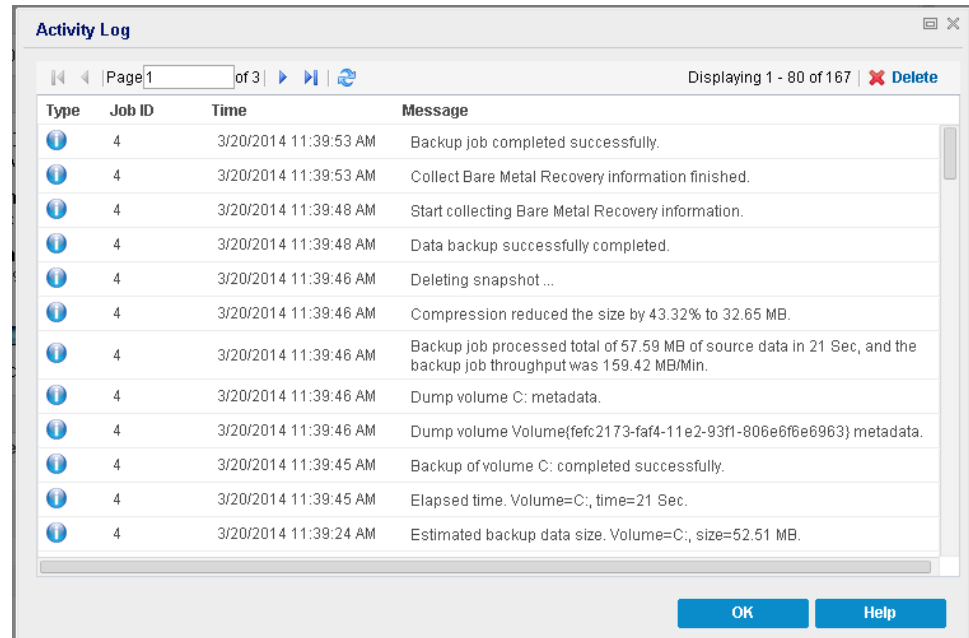 Activity Log
Page 1 of 3 Displaying 1 - 80 of 167 Delete
Type Job ID Time Message
4 3/20/2014 11:39:53 AM Backup job completed successfully.
4 3/20/2014 11:39:53 AM Collect Bare Metal Recovery information finished.
4 3/20/2014 11:39:48 AM Start collecting Bare Metal Recovery information.
4 3/20/2014 11:39:48 AM Data backup successfully completed.
4 3/20/2014 11:39:46 AM Deleting snapshot ...
4 3/20/2014 11:39:46 AM Compression reduced the size by 43.32% to 32.65 MB.
4 3/20/2014 11:39:46 AM Backup job processed total of 57.59 MB of source data in 21 Sec, and the
backup job throughput was 159.42 MB/Min.
4 3/20/2014 11:39:46 AM Dump volume C: metadata.
4 3/20/2014 11:39:46 AM Dump volume Volume{fefc2173-faf4-11e2-93f1-806e6f6e6963} metadata.
4 3/20/2014 11:39:45 AM Backup of volume C: completed successfully.
4 3/20/2014 11:39:45 AM Elapsed time. Volume=C:, time=21 Sec.
4 3/20/2014 11:39:24 AM Estimated backup data size. Volume=C:, size=52.51 MB.
OK Help